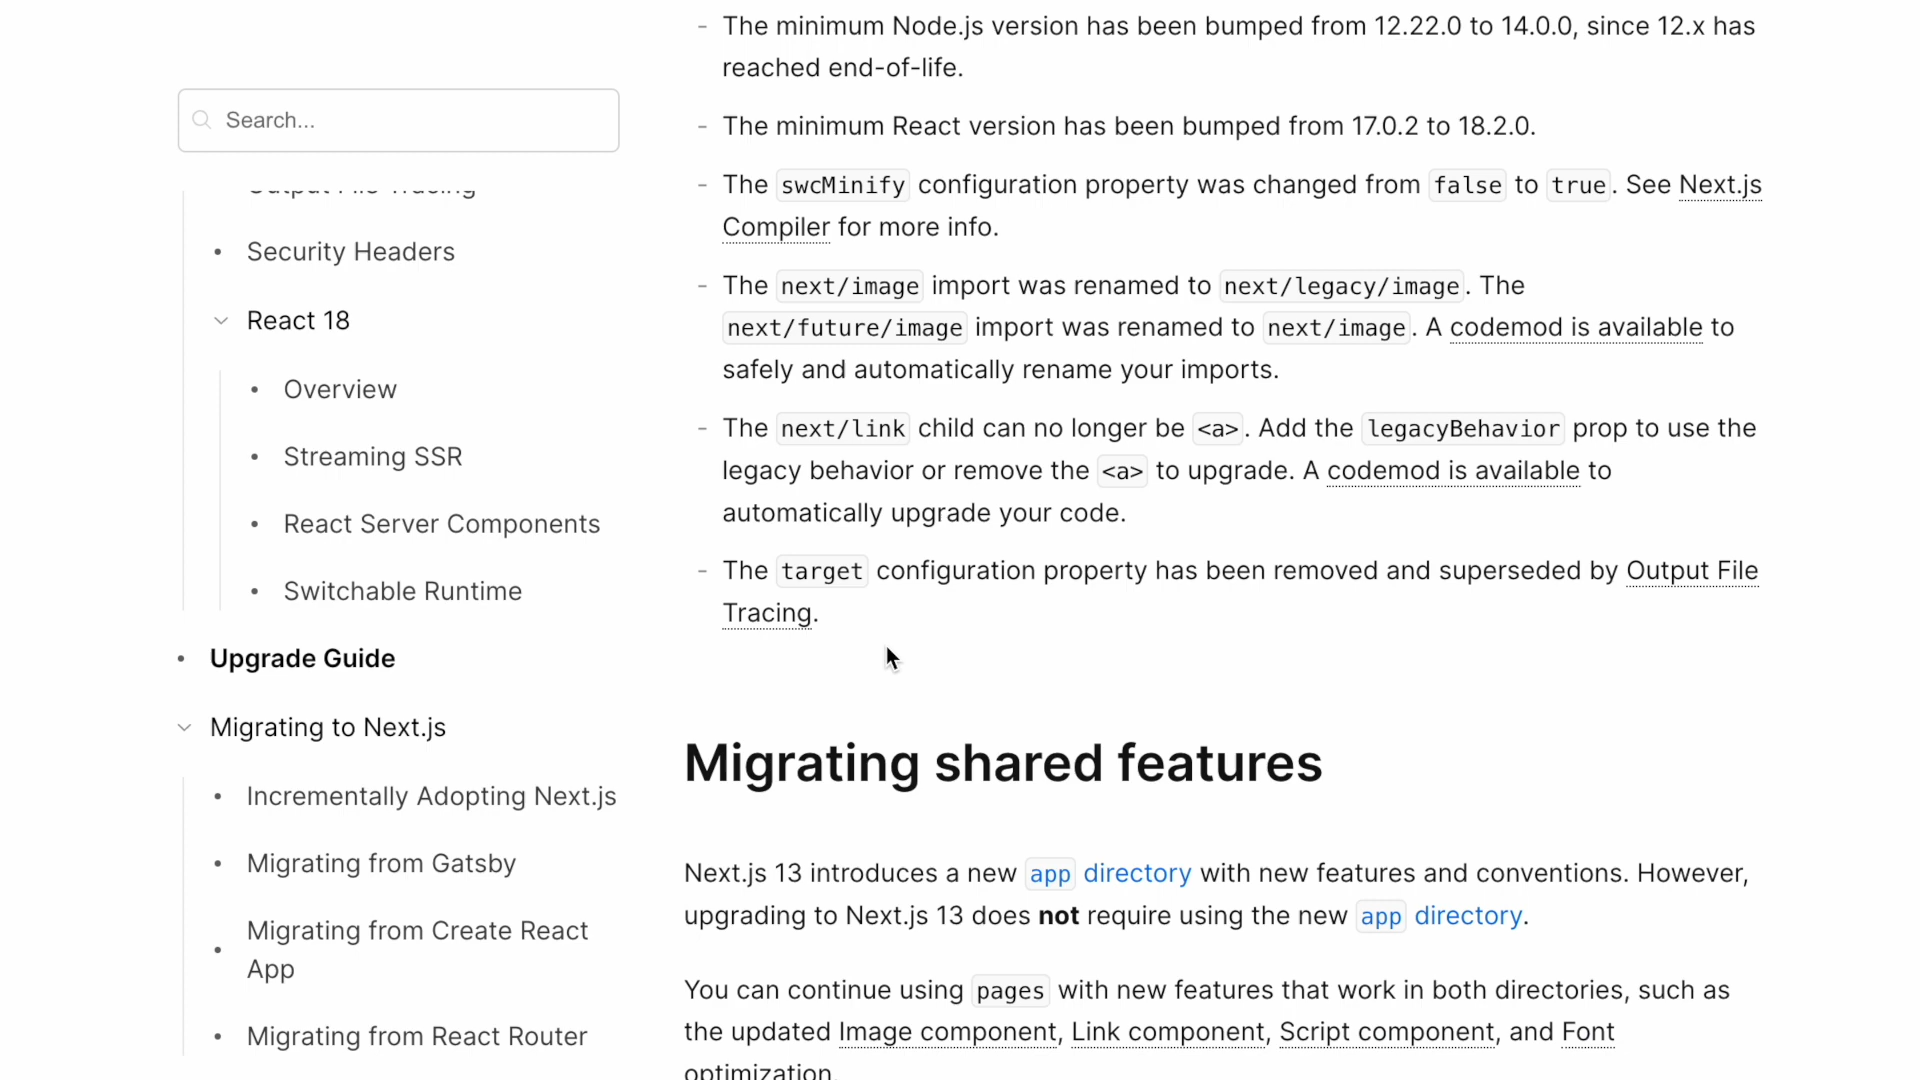 Search...
Output File Tracing
• Security Headers
React 18
• Overview
• Streaming SSR
• React Server Components
• Switchable Runtime
• Upgrade Guide
Migrating to Next.js
• Incrementally Adopting Next.js
• Migrating from Gatsby
• Migrating from Create React
App
• Migrating from React Router
- The minimum Node.js version has been bumped from 12.22.0 to 14.0.0, since 12.x has
reached end-of-life.
- The minimum React version has been bumped from 17.0.2 to 18.2.0.
- The swcMinify configuration property was changed from false to true. See Next.js
Compiler for more info.
- The next/image import was renamed to next/legacy/image. The
next/future/image import was renamed to next/image. A codemod is available to
safely and automatically rename your imports.
- The next/link child can no longer be <a>. Add the legacyBehavior prop to use the
legacy behavior or remove the <a> to upgrade. A codemod is available to
automatically upgrade your code.
- The target configuration property has been removed and superseded by Output File
Tracing.
Migrating shared features
Next.js 13 introduces a new app directory with new features and conventions. However,
upgrading to Next.js 13 does not require using the new app directory.
You can continue using pages with new features that work in both directories, such as
the updated Image component, Link component, Script component, and Font
optimization.